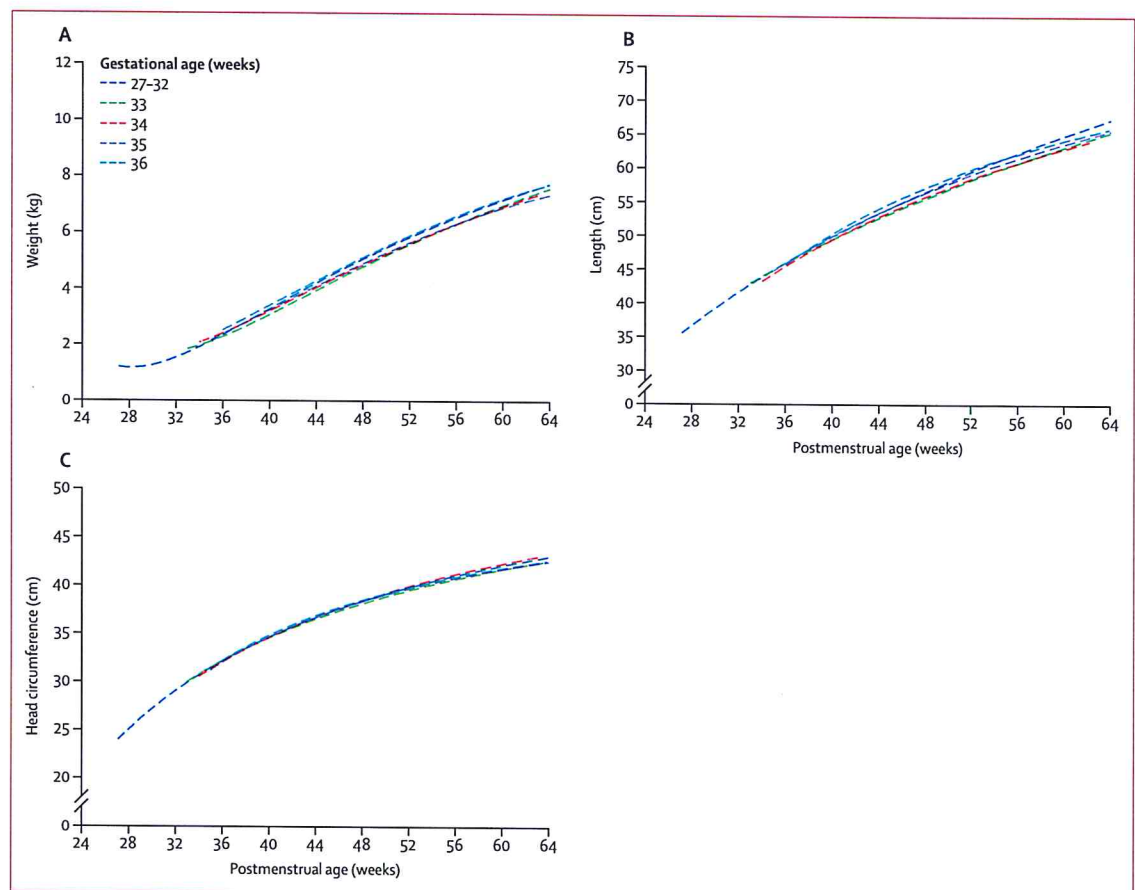 A
Gestational age (weeks)
27–32
33
34
35
36
12
10
8
6
4
2
0
Weight (kg)
24 28 32 36 40 44 48 52 56 60 64
B
75
70
65
60
55
50
45
40
35
30
0
Length (cm)
24 28 32 36 40 44 48 52 56 60 64
Postmenstrual age (weeks)
C
50
45
40
35
30
25
20
0
Head circumference (cm)
24 28 32 36 40 44 48 52 56 60 64
Postmenstrual age (weeks)